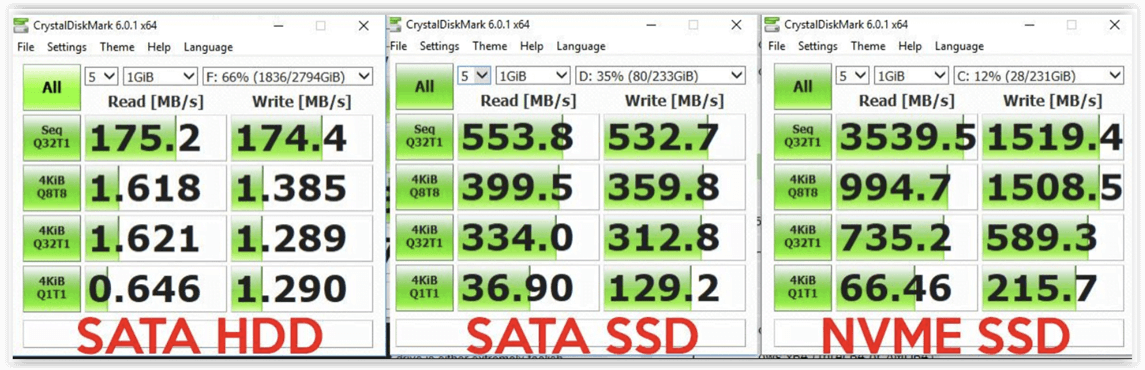 CrystalDiskMark 6.0.1 x64
File Settings Theme Help Language
All 5 1GiB F: 66% (1836/2794GiB)
Read [MB/s] Write [MB/s]
Seq Q32T1 175.2 174.4
4KiB Q8T8 1.618 1.385
4KiB Q32T1 1.621 1.289
4KiB Q1T1 0.646 1.290
SATA HDD
CrystalDiskMark 6.0.1 x64
File Settings Theme Help Language
All 5 1GiB D: 35% (80/233GiB)
Read [MB/s] Write [MB/s]
Seq Q32T1 553.8 532.7
4KiB Q8T8 399.5 359.8
4KiB Q32T1 334.0 312.8
4KiB Q1T1 36.90 129.2
SATA SSD
CrystalDiskMark 6.0.1 x64
File Settings Theme Help Language
All 5 1GiB C: 12% (28/231GiB)
Read [MB/s] Write [MB/s]
Seq Q32T1 3539.5 1519.4
4KiB Q8T8 994.7 1508.5
4KiB Q32T1 735.2 589.3
4KiB Q1T1 66.46 215.7
NVME SSD